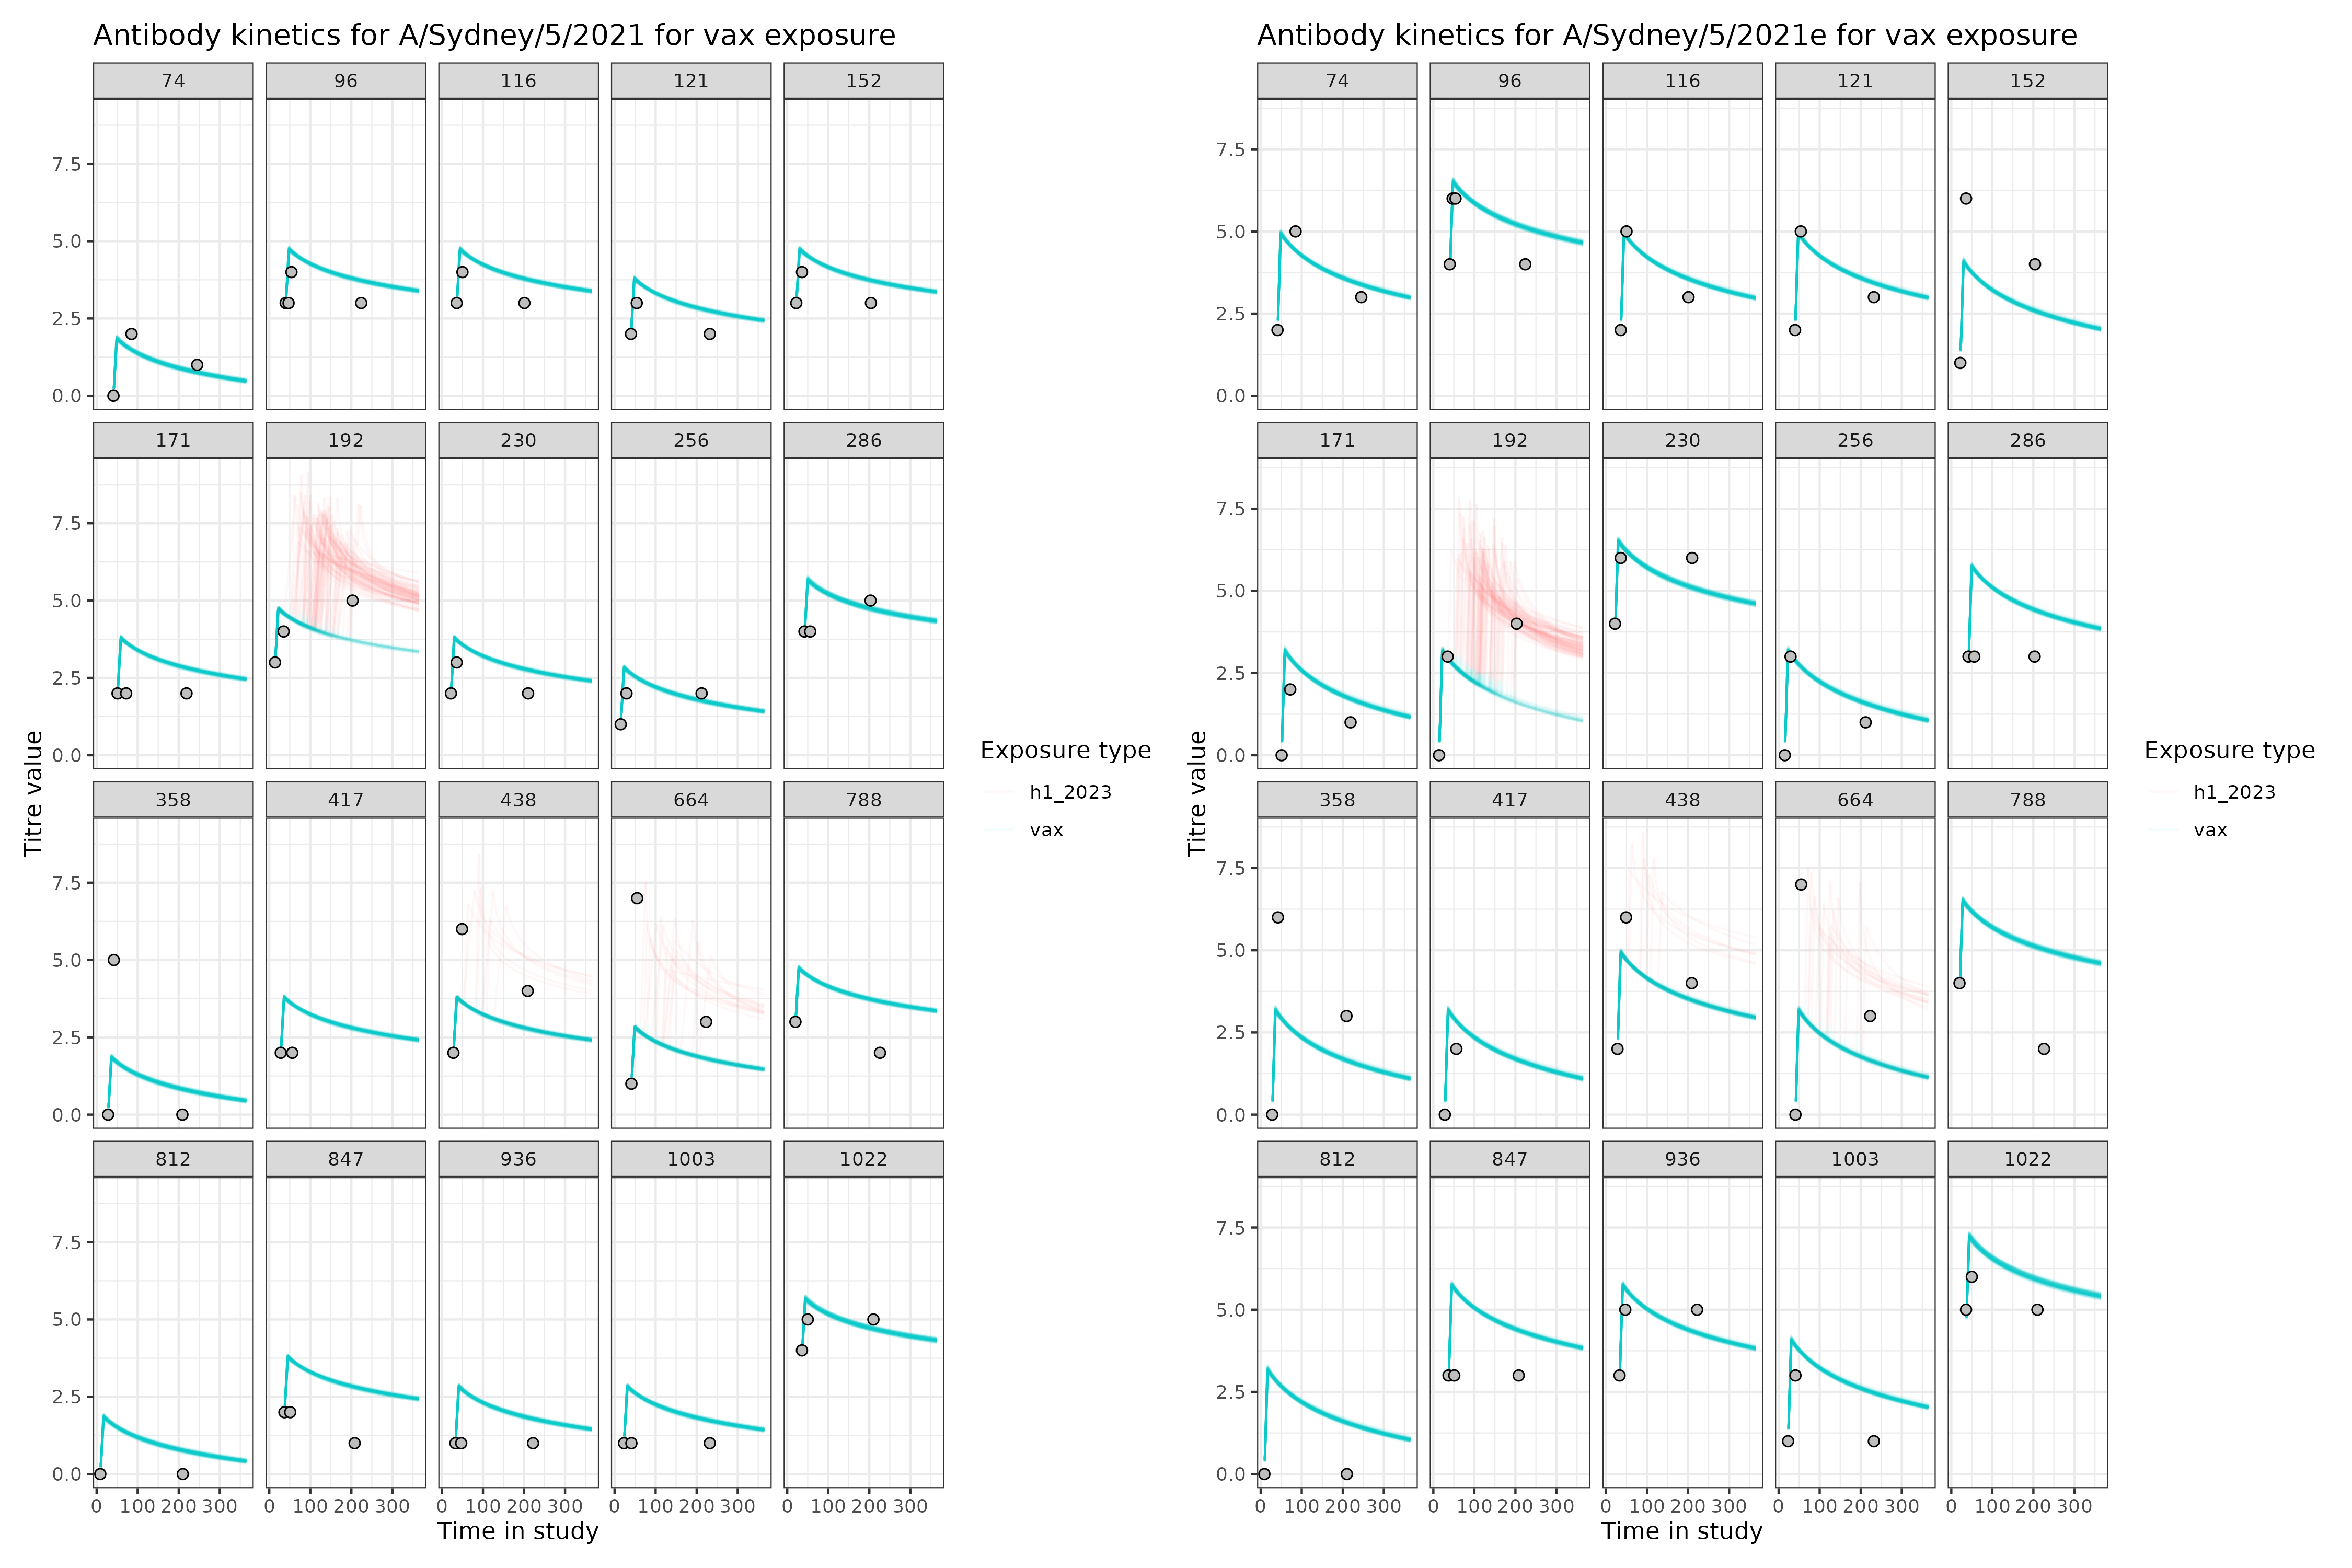 Antibody kinetics for A/Sydney/5/2021 for vax exposure
74 96 116 121 152
7.5
5.0
2.5
0.0
171 192 230 256 286
7.5
5.0
2.5
0.0
358 417 438 664 788
7.5
5.0
2.5
0.0
812 847 936 1003 1022
7.5
5.0
2.5
0.0
0 100 200 300 0 100 200 300 0 100 200 300 0 100 200 300 0 100 200 300
Time in study
Titre value
Exposure type
h1_2023
vax
Antibody kinetics for A/Sydney/5/2021e for vax exposure
74 96 116 121 152
7.5
5.0
2.5
0.0
171 192 230 256 286
7.5
5.0
2.5
0.0
358 417 438 664 788
7.5
5.0
2.5
0.0
812 847 936 1003 1022
7.5
5.0
2.5
0.0
0 100 200 300 0 100 200 300 0 100 200 300 0 100 200 300 0 100 200 300
Time in study
Titre value
Exposure type
h1_2023
vax